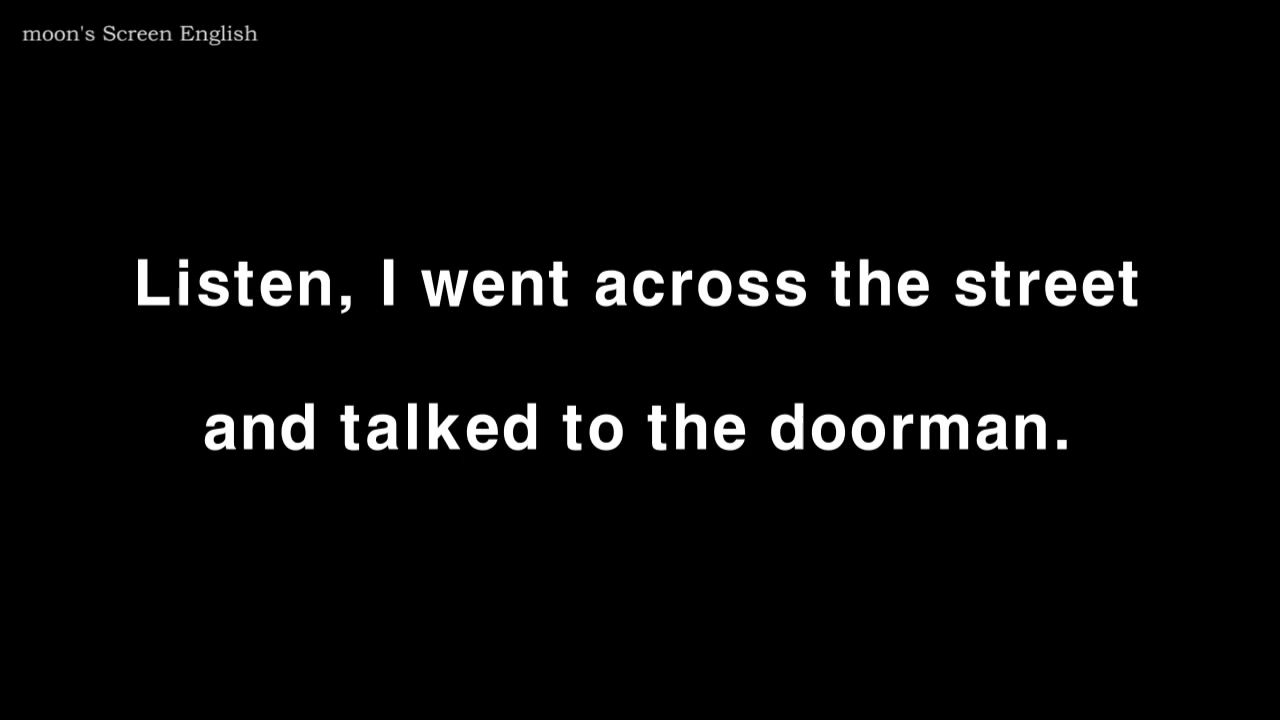 moon's Screen English
Listen, I went across the street
and talked to the doorman.